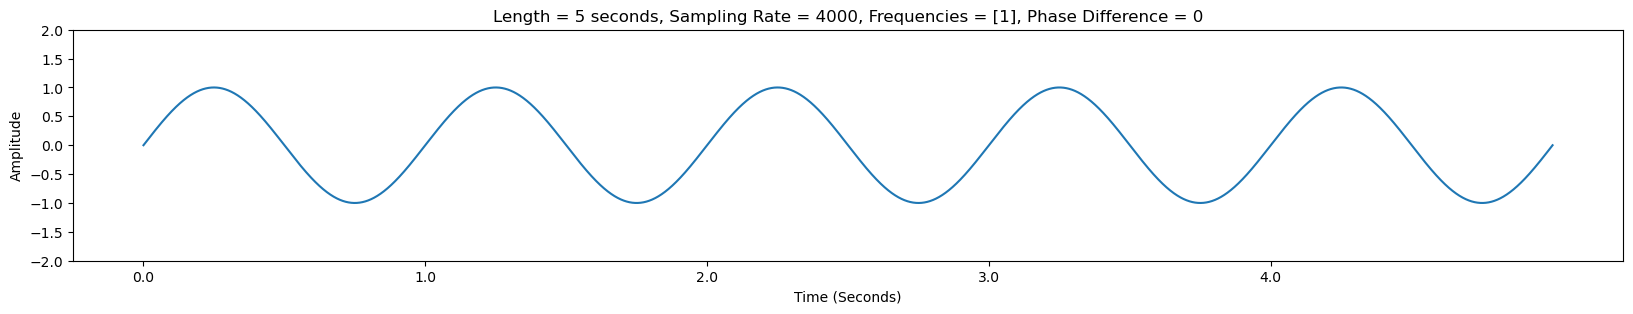 Length = 5 seconds, Sampling Rate = 4000, Frequencies = [1], Phase Difference = 0
Amplitude
2.0
1.5
1.0
0.5
0.0
−0.5
−1.0
−1.5
−2.0
0.0 1.0 2.0 3.0 4.0
Time (Seconds)